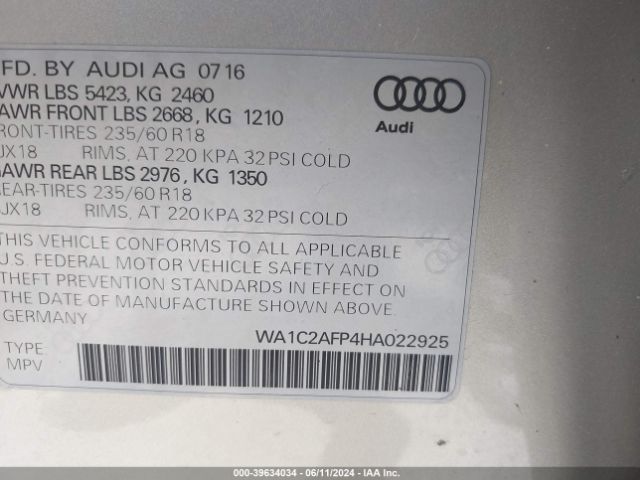 FD. BY AUDI AG 0716
VWR LBS 5423, KG 2460
AWR FRONT LBS 2668, KG 1210
RONT-TIRES 235/60 R18
JX18 RIMS, AT 220 KPA 32 PSI COLD
AWR REAR LBS 2976, KG 1350
EAR-TIRES 235/60 R18
JX18 RIMS, AT 220 KPA 32 PSI COLD
Audi
THIS VEHICLE CONFORMS TO ALL APPLICABLE
U.S. FEDERAL MOTOR VEHICLE SAFETY AND
THEFT PREVENTION STANDARDS IN EFFECT ON
THE DATE OF MANUFACTURE SHOWN ABOVE.
GERMANY
WA1C2AFP4HA022925
TYPE
MPV
000-39634034 - 06/11/2024 - IAA Inc.